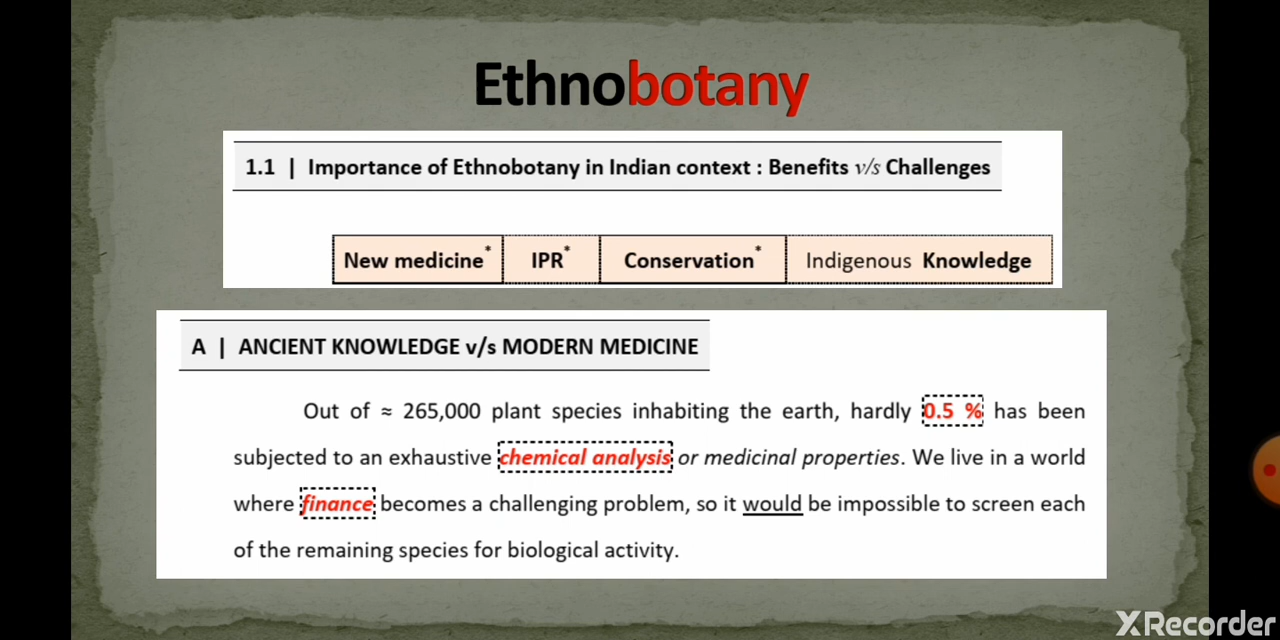 Ethnobotany
1.1 | Importance of Ethnobotany in Indian context : Benefits v/s Challenges
New medicine* IPR* Conservation* Indigenous Knowledge
A | ANCIENT KNOWLEDGE v/s MODERN MEDICINE
Out of ≈ 265,000 plant species inhabiting the earth, hardly 0.5 % has been
subjected to an exhaustive chemical analysis or medicinal properties. We live in a world
where finance becomes a challenging problem, so it would be impossible to screen each
of the remaining species for biological activity.
XRecorder